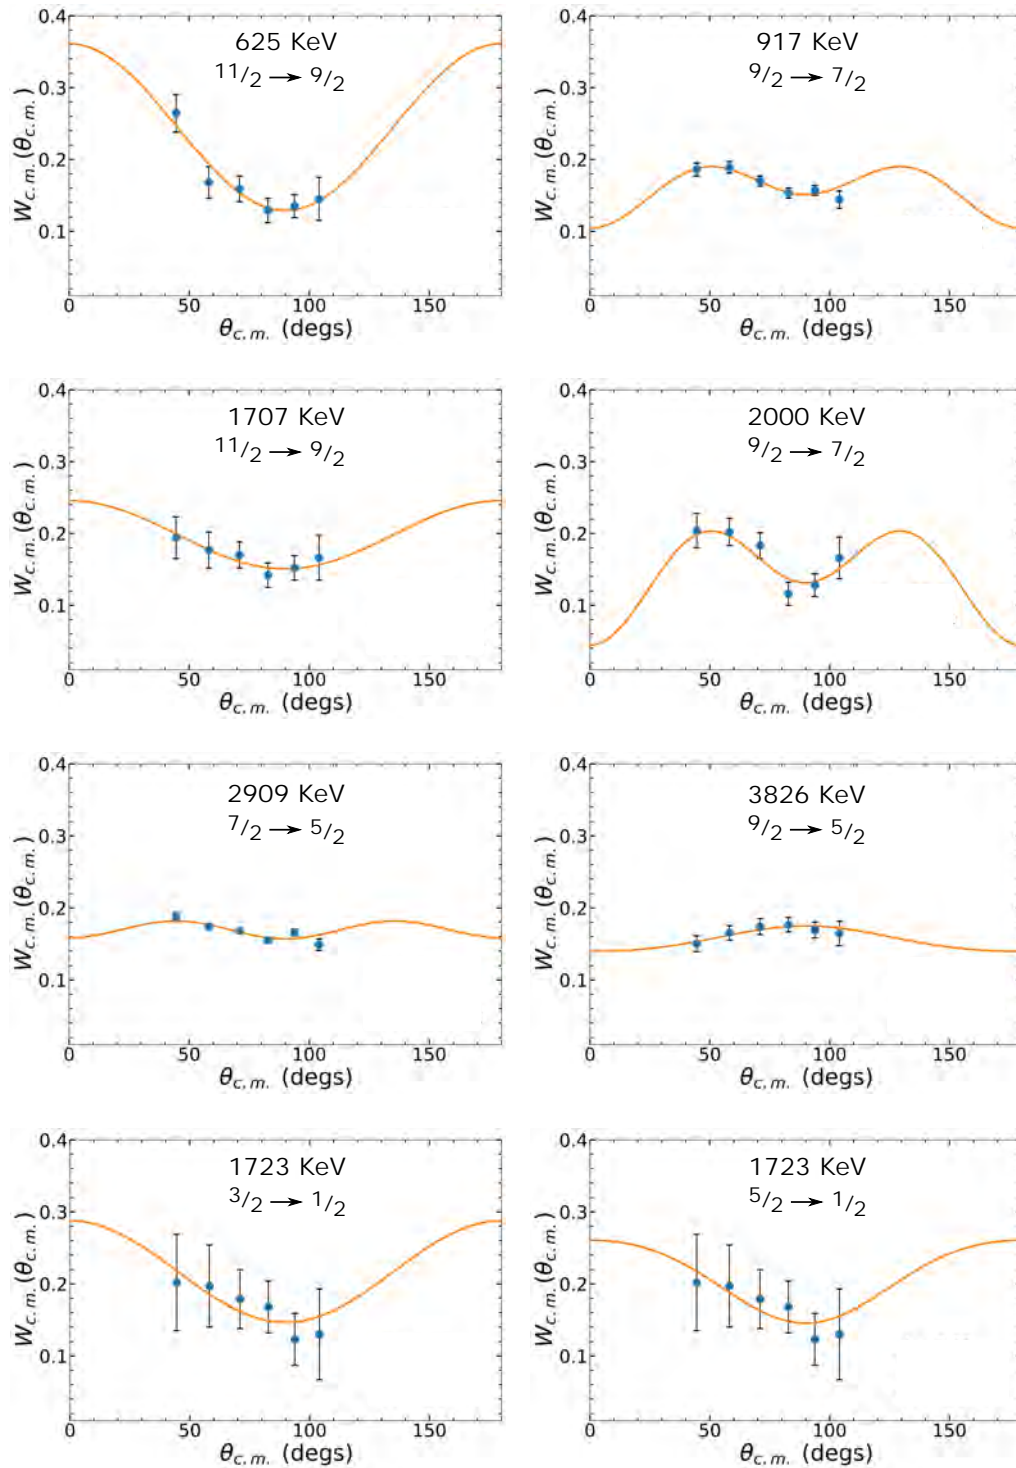 0.4
0.3
0.2
0.1
W_{c.m.}(θ_{c.m.})
625 KeV
11/2 → 9/2
0 50 100 150
θ_{c.m.} (degs)
0.4
0.3
0.2
0.1
W_{c.m.}(θ_{c.m.})
917 KeV
9/2 → 7/2
0 50 100 150
θ_{c.m.} (degs)
0.4
0.3
0.2
0.1
W_{c.m.}(θ_{c.m.})
1707 KeV
11/2 → 9/2
0 50 100 150
θ_{c.m.} (degs)
0.4
0.3
0.2
0.1
W_{c.m.}(θ_{c.m.})
2000 KeV
9/2 → 7/2
0 50 100 150
θ_{c.m.} (degs)
0.4
0.3
0.2
0.1
W_{c.m.}(θ_{c.m.})
2909 KeV
7/2 → 5/2
0 50 100 150
θ_{c.m.} (degs)
0.4
0.3
0.2
0.1
W_{c.m.}(θ_{c.m.})
3826 KeV
9/2 → 5/2
0 50 100 150
θ_{c.m.} (degs)
0.4
0.3
0.2
0.1
W_{c.m.}(θ_{c.m.})
1723 KeV
3/2 → 1/2
0 50 100 150
θ_{c.m.} (degs)
0.4
0.3
0.2
0.1
W_{c.m.}(θ_{c.m.})
1723 KeV
5/2 → 1/2
0 50 100 150
θ_{c.m.} (degs)